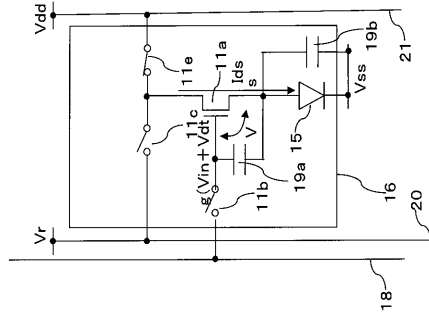 Vdd
Vr
11e
11c
11a
Ids
s
g(Vin+Vdt)
V
19b
19a
11b
15
Vss
16
21
20
18